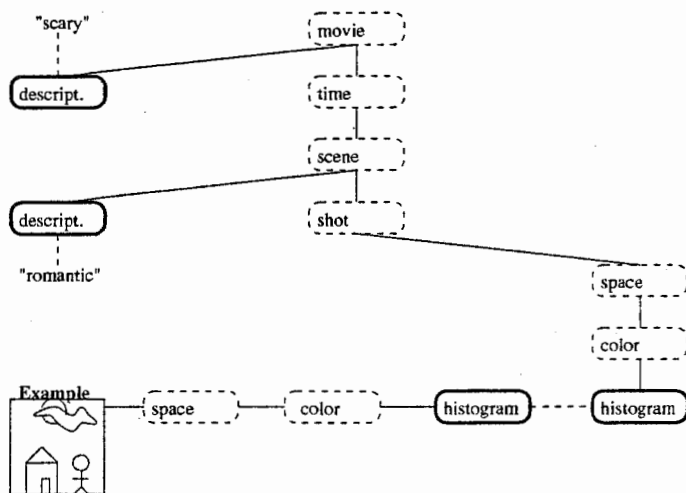 "scary"
movie
descript.
time
scene
descript.
shot
"romantic"
space
color
Example
space
color
histogram
histogram